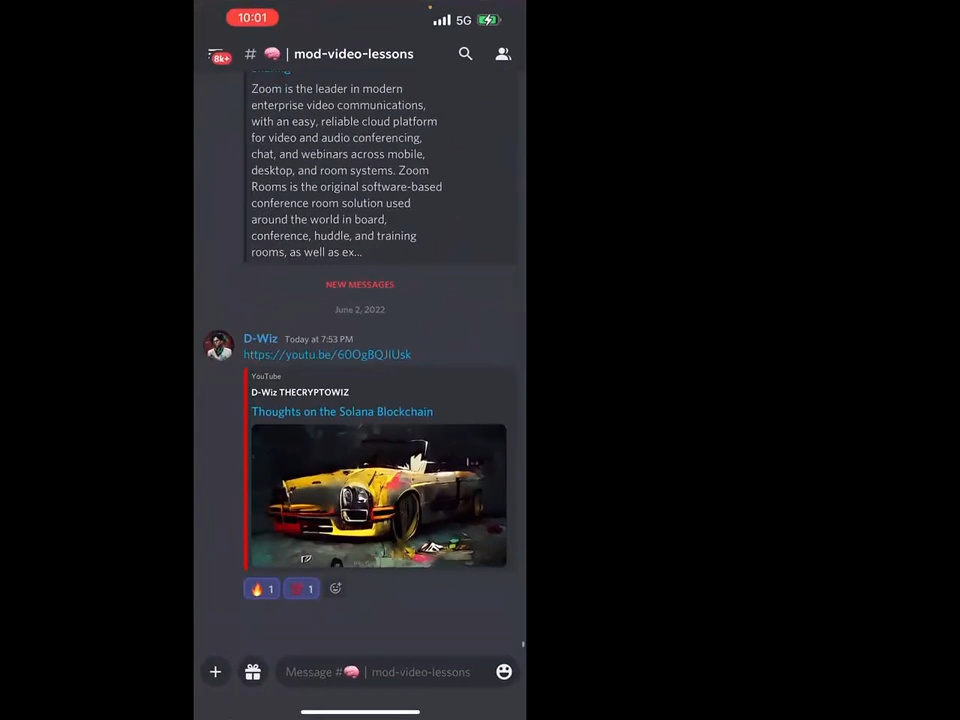 10:01
5G
8k+
# 🧠 | mod-video-lessons
Zoom is the leader in modern
enterprise video communications,
with an easy, reliable cloud platform
for video and audio conferencing,
chat, and webinars across mobile,
desktop, and room systems. Zoom
Rooms is the original software-based
conference room solution used
around the world in board,
conference, huddle, and training
rooms, as well as ex...
NEW MESSAGES
June 2, 2022
D-Wiz Today at 7:53 PM
https://youtu.be/60OgBQJIUsk
YouTube
D-Wiz THECRYPTOWIZ
Thoughts on the Solana Blockchain
🔥 1 💯 1
Message #🧠 | mod-video-lessons